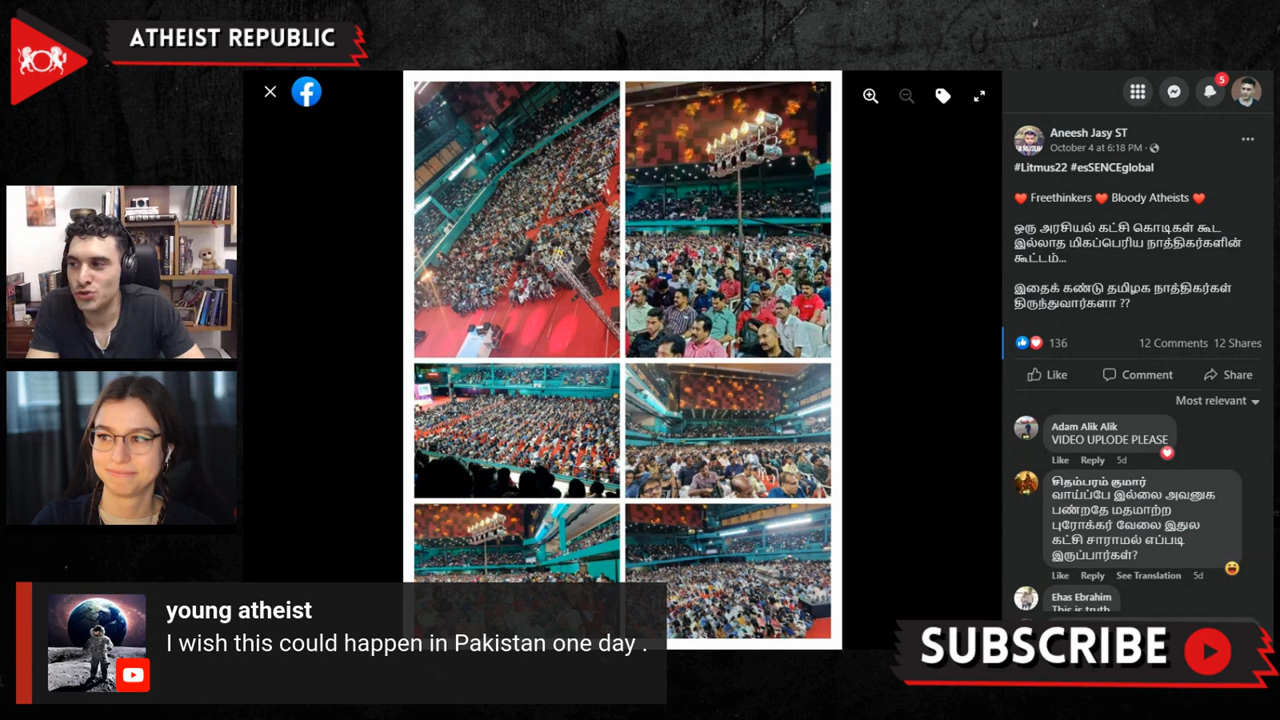 ATHEIST REPUBLIC
5
Aneesh Jasy ST
October 4 at 6:18 PM ·
#Litmus22 #esSENCEglobal
❤️ Freethinkers ❤️ Bloody Atheists ❤️
ஒரு அரசியல் கட்சி கொடிகள் கூட
இல்லாத மிகப்பெரிய நாத்திகர்களின்
கூட்டம்...
இதைக் கண்டு தமிழக நாத்திகர்கள்
திருந்துவார்களா ??
136 12 Comments 12 Shares
Like Comment Share
Most relevant
Adam Alik Alik
VIDEO UPLODE PLEASE
Like Reply 5d
சிதம்பரம் குமார்
வாய்ப்பே இல்லை அவனுக
பண்றதே மதமாற்ற
புரோக்கர் வேலை இதுல
கட்சி சாராமல் எப்படி
இருப்பார்கள்?
Like Reply See Translation 5d
Ehas Ebrahim
This is truth
young atheist
I wish this could happen in Pakistan one day .
SUBSCRIBE